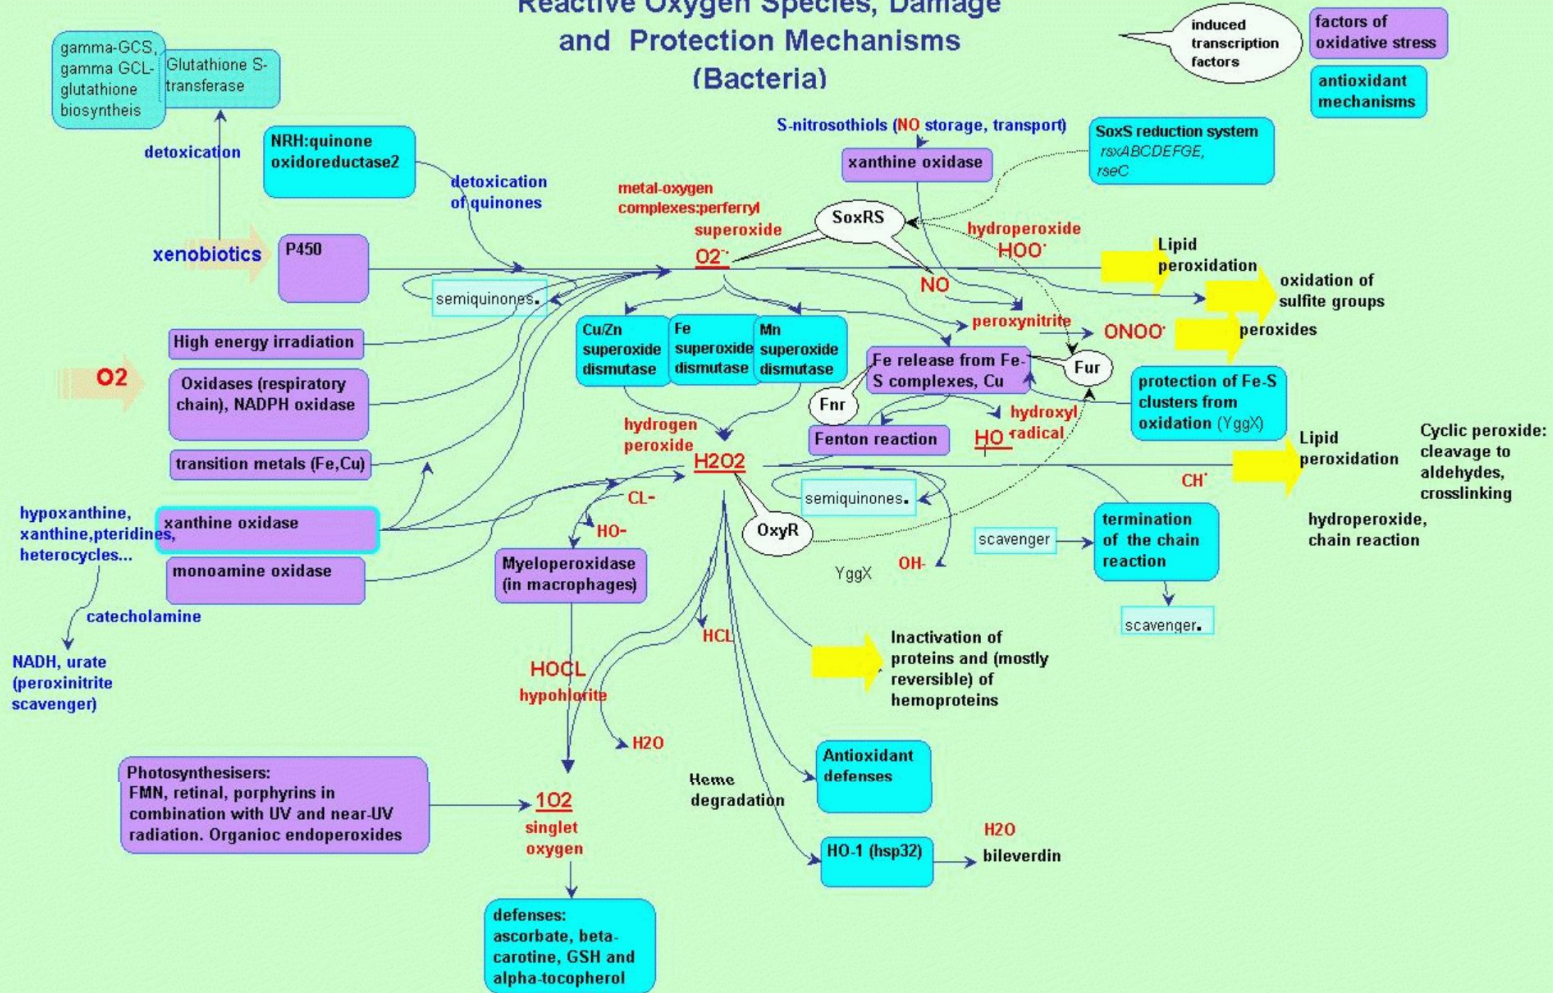 Reactive Oxygen Species, Damage
and Protection Mechanisms
(Bacteria)
induced
transcription
factors
factors of
oxidative stress
antioxidant
mechanisms
gamma-GCS,
gamma GCL-
glutathione
biosyntheis
Glutathione S-
transferase
detoxication
NRH:quinone
oxidoreductase2
detoxication
of quinones
xenobiotics
P450
semiquinones.
metal-oxygen
complexes:perferryl
superoxide
O2·-
SoxRS
S-nitrosothiols (NO storage, transport)
xanthine oxidase
SoxS reduction system
rsxABCDEFGE,
rseC
hydroperoxide
HOO·
NO
Lipid
peroxidation
oxidation of
sulfite groups
peroxynitrite
ONOO·
peroxides
High energy irradiation
O2
Oxidases (respiratory
chain), NADPH oxidase
transition metals (Fe,Cu)
Cu/Zn
superoxide
dismutase
Fe
superoxide
dismutase
Mn
superoxide
dismutase
Fe release from Fe-
S complexes, Cu
Fur
Fnr
protection of Fe-S
clusters from
oxidation (YggX)
hydrogen
peroxide
H2O2
Fenton reaction
HO·
hydroxyl
radical
CH·
Lipid
peroxidation
Cyclic peroxide:
cleavage to
aldehydes,
crosslinking
hydroperoxide,
chain reaction
hypoxanthine,
xanthine,pteridines,
heterocycles...
xanthine oxidase
monoamine oxidase
catecholamine
NADH, urate
(peroxinitrite
scavenger)
CL-
HO-
Myeloperoxidase
(in macrophages)
semiquinones.
OxyR
YggX
OH-
scavenger
termination
of the chain
reaction
scavenger.
HCL
HOCL
hypohlorite
H2O
Inactivation of
proteins and (mostly
reversible) of
hemoproteins
Photosynthesisers:
FMN, retinal, porphyrins in
combination with UV and near-UV
radiation. Organioc endoperoxides
1O2
singlet
oxygen
Heme
degradation
Antioxidant
defenses
HO-1 (hsp32)
H2O
bileverdin
defenses:
ascorbate, beta-
carotine, GSH and
alpha-tocopherol